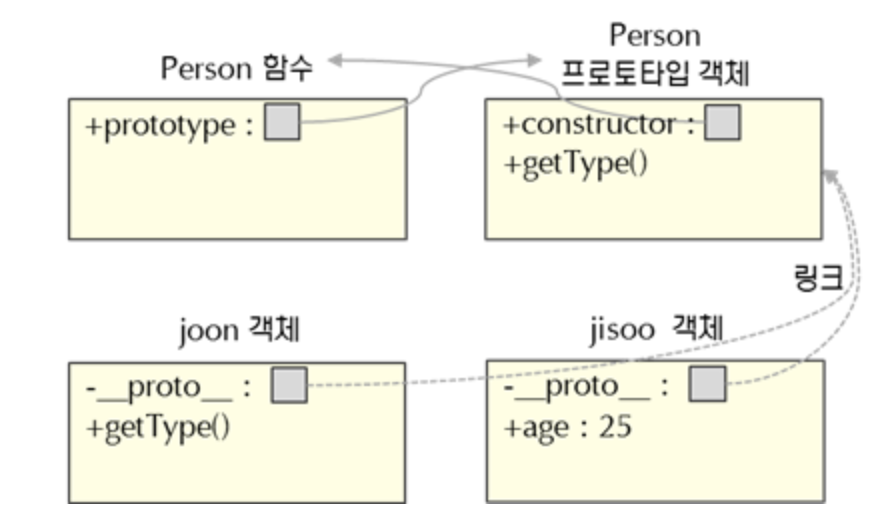 Person 함수
Person
프로토타입 객체
+prototype :
+constructor :
+getType()
링크
joon 객체
jisoo 객체
-__proto__ :
+getType()
-__proto__ :
+age : 25